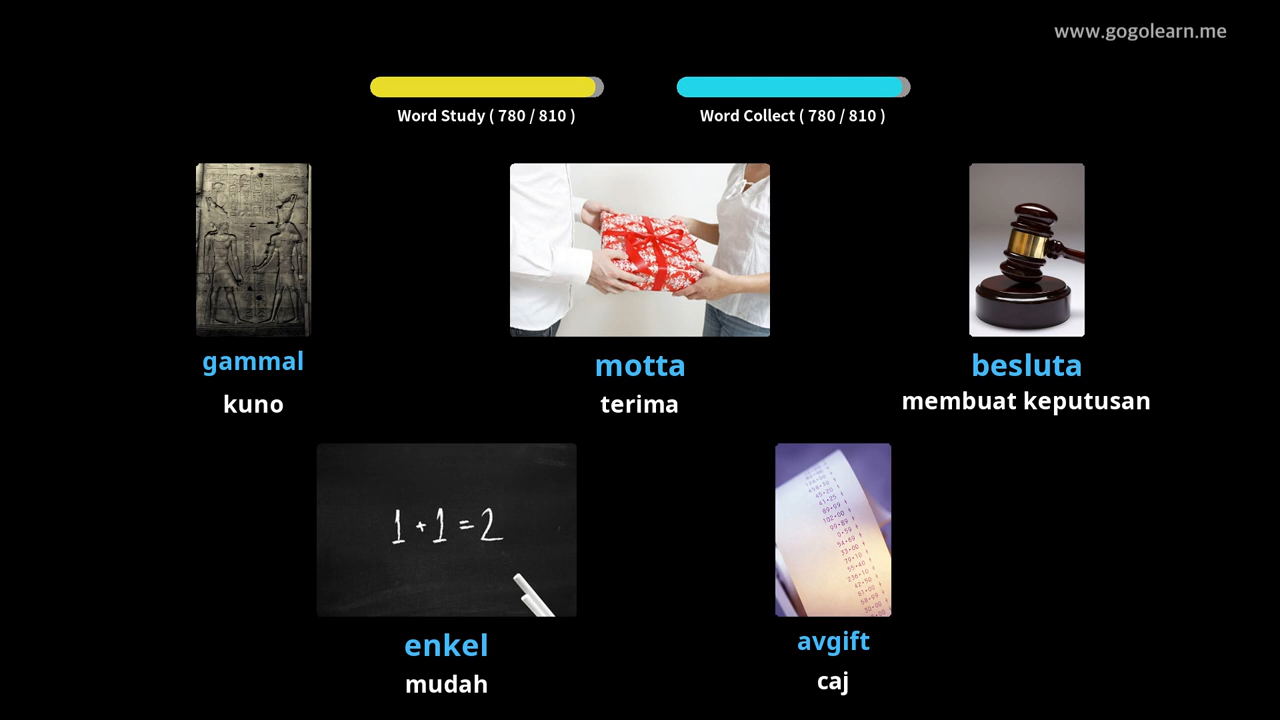 www.gogolearn.me
Word Study ( 780 / 810 )
Word Collect ( 780 / 810 )
gammal
kuno
motta
terima
besluta
membuat keputusan
1+1=2
enkel
mudah
avgift
caj